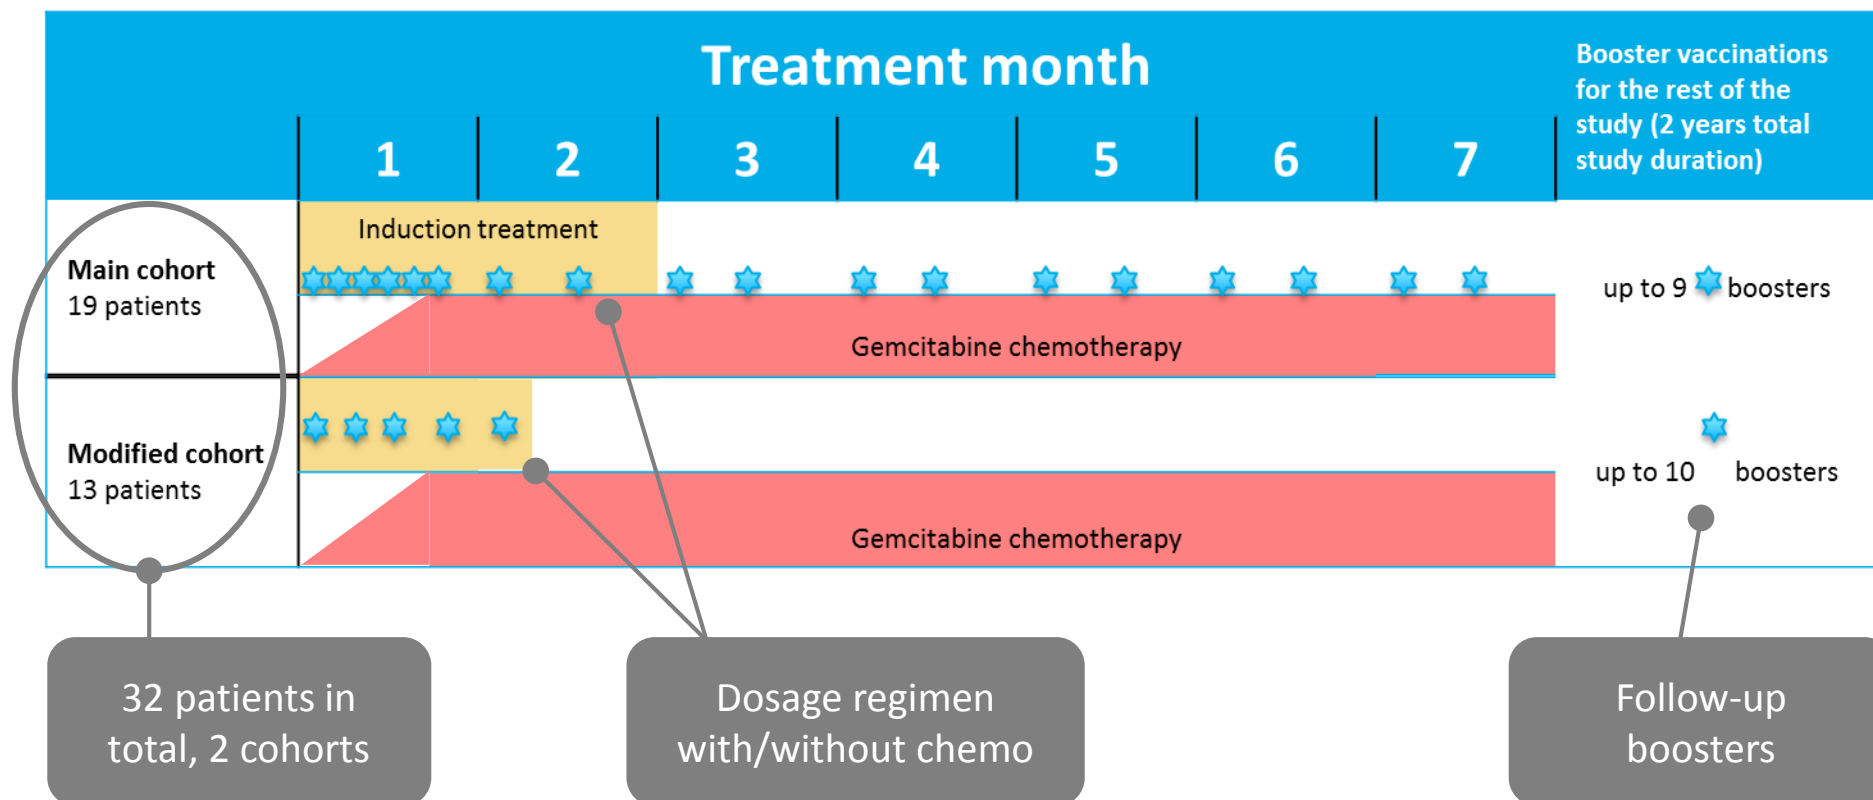 Treatment month
Booster vaccinations
for the rest of the
study (2 years total
study duration)
1 2 3 4 5 6 7
Induction treatment
Main cohort
19 patients
up to 9 boosters
Gemcitabine chemotherapy
Modified cohort
13 patients
up to 10 boosters
Gemcitabine chemotherapy
32 patients in
total, 2 cohorts
Dosage regimen
with/without chemo
Follow-up
boosters